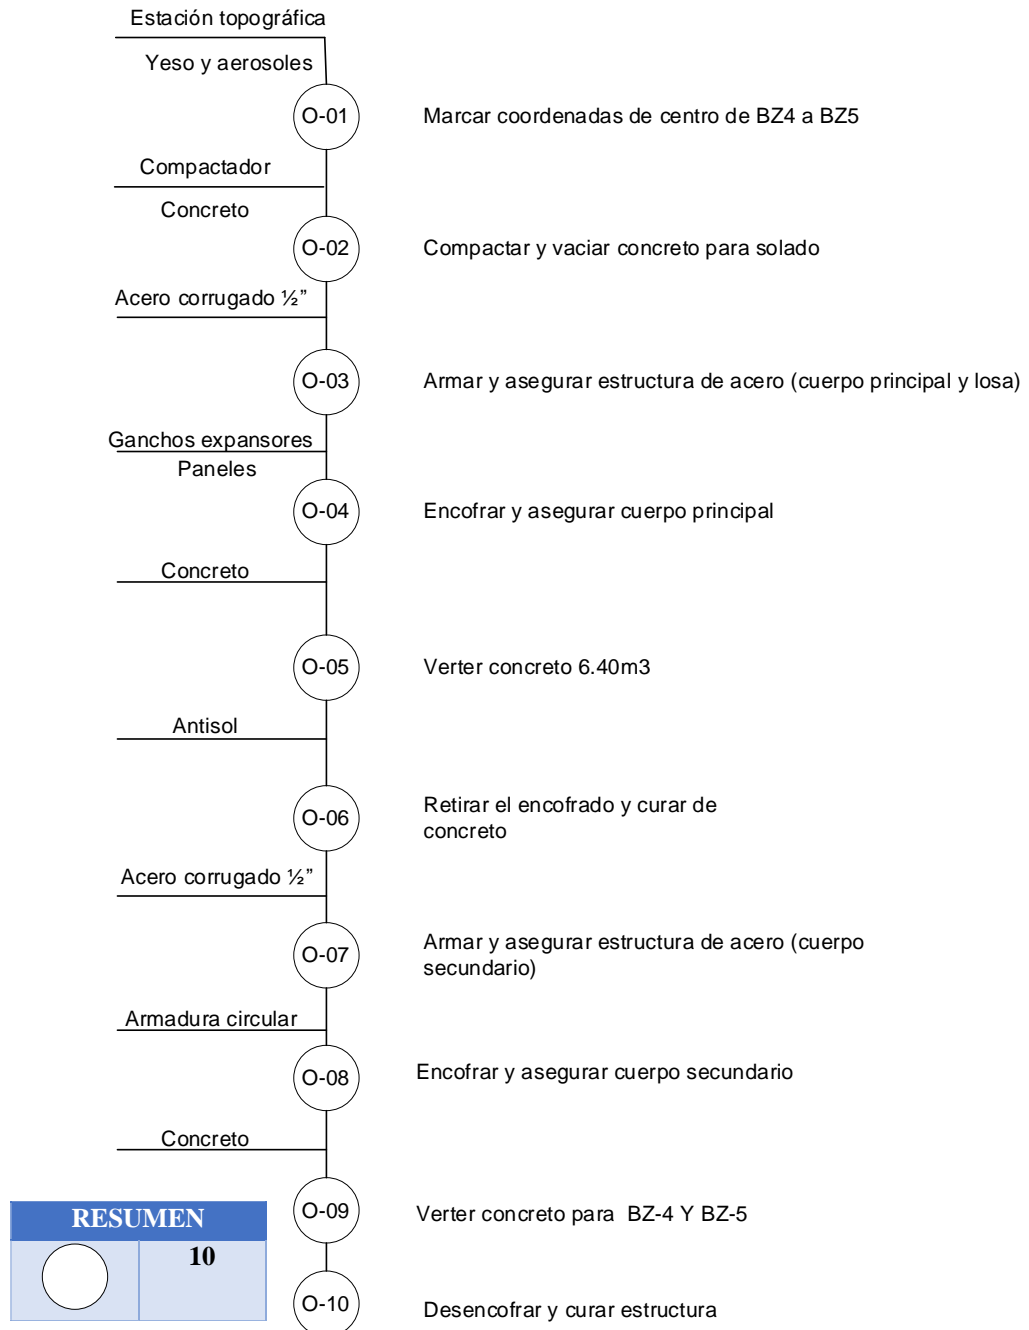 Estación topográfica
Yeso y aerosoles
O-01
Marcar coordenadas de centro de BZ4 a BZ5
Compactador
Concreto
O-02
Compactar y vaciar concreto para solado
Acero corrugado ½”
O-03
Armar y asegurar estructura de acero (cuerpo principal y losa)
Ganchos expansores
Paneles
O-04
Encofrar y asegurar cuerpo principal
Concreto
O-05
Verter concreto 6.40m3
Antisol
O-06
Retirar el encofrado y curar de
concreto
Acero corrugado ½”
O-07
Armar y asegurar estructura de acero (cuerpo
secundario)
Armadura circular
O-08
Encofrar y asegurar cuerpo secundario
Concreto
O-09
Verter concreto para BZ-4 Y BZ-5
RESUMEN
10
O-10
Desencofrar y curar estructura